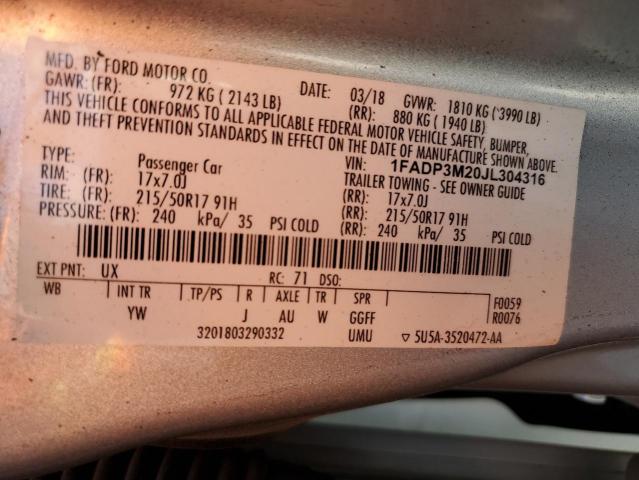 MFD. BY FORD MOTOR CO.
DATE: 03/18 GVWR: 1810 KG (3990 LB)
GAWR: (FR): 972 KG (2143 LB) (RR): 880 KG (1940 LB)
THIS VEHICLE CONFORMS TO ALL APPLICABLE FEDERAL MOTOR VEHICLE SAFETY, BUMPER,
AND THEFT PREVENTION STANDARDS IN EFFECT ON THE DATE OF MANUFACTURE SHOWN ABOVE.
VIN: 1FADP3M20JL304316
TYPE: Passenger Car TRAILER TOWING - SEE OWNER GUIDE
RIM: (FR): 17x7.0J (RR): 17x7.0J
TIRE: (FR): 215/50R17 91H (RR): 215/50R17 91H
PRESSURE: (FR): 240 kPa/ 35 PSI COLD (RR): 240 kPa/ 35 PSI COLD
EXT PNT: UX RC: 71 DSO:
WB INT TR TP/PS R AXLE TR SPR F0059
YW J AU W GGFF R0076
3201803290332 UMU ▽ 5U5A-3520472-AA